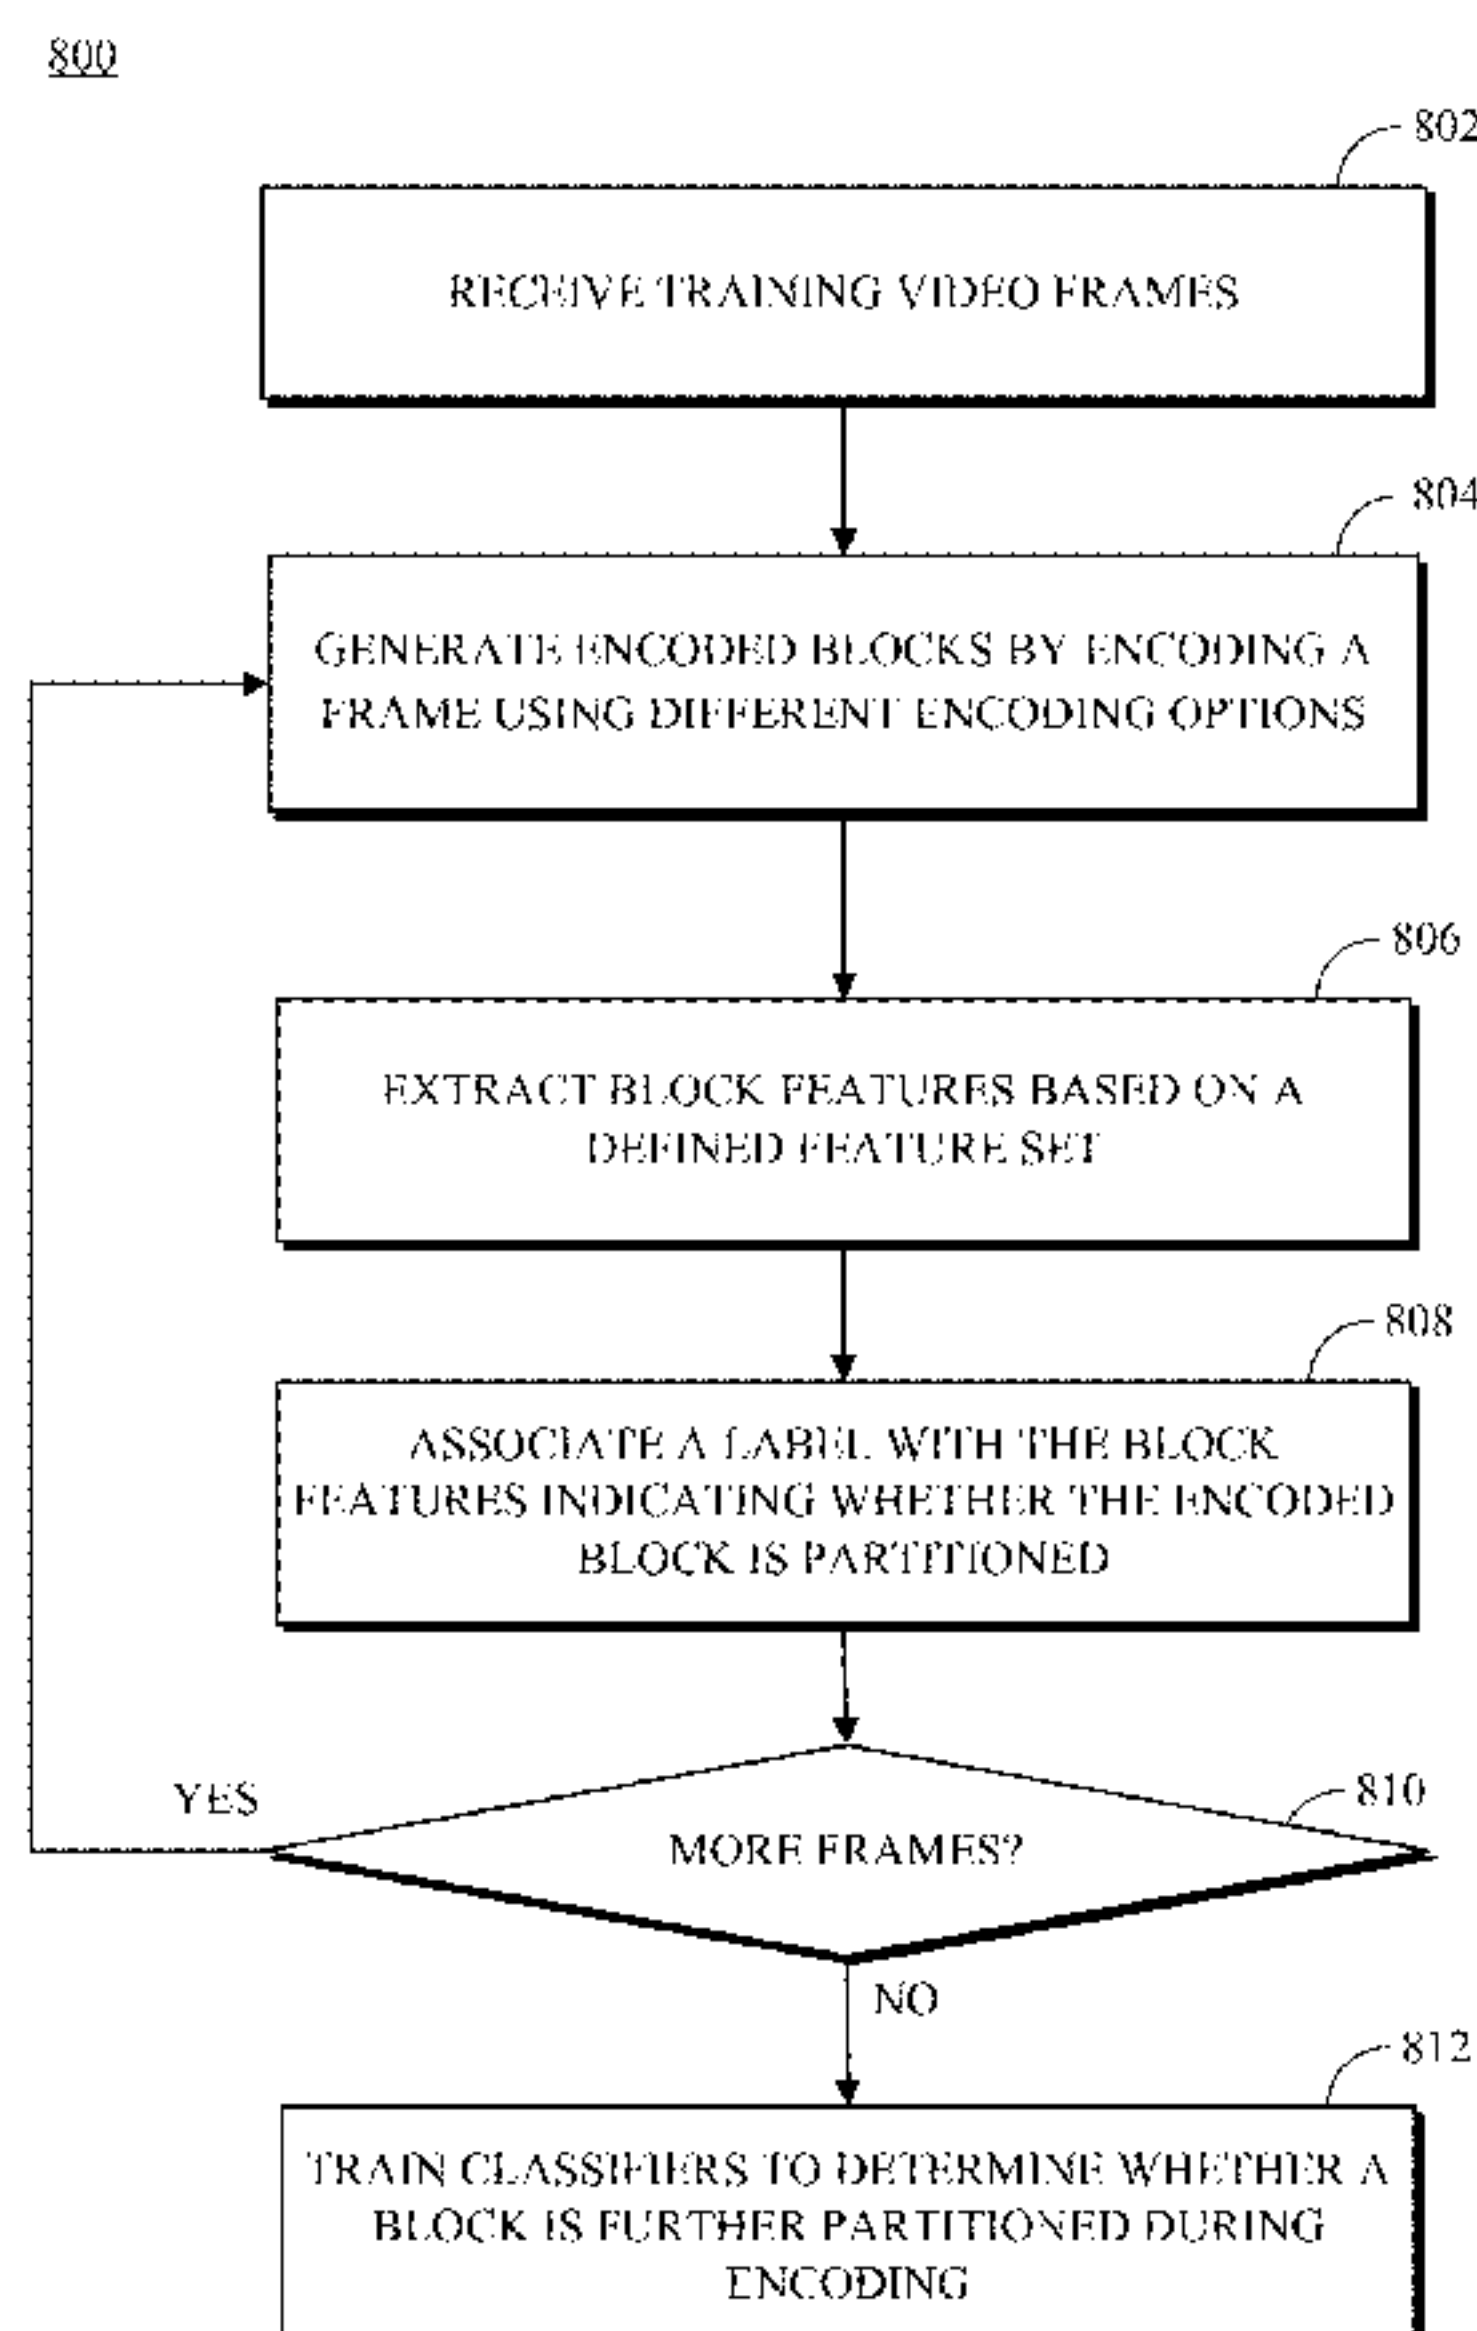 800
802
RECEIVE TRAINING VIDEO FRAMES
804
GENERATE ENCODED BLOCKS BY ENCODING A
FRAME USING DIFFERENT ENCODING OPTIONS
806
EXTRACT BLOCK FEATURES BASED ON A
DEFINED FEATURE SET
808
ASSOCIATE A LABEL WITH THE BLOCK
FEATURES INDICATING WHETHER THE ENCODED
BLOCK IS PARTITIONED
YES
810
MORE FRAMES?
NO
812
TRAIN CLASSIFIERS TO DETERMINE WHETHER A
BLOCK IS FURTHER PARTITIONED DURING
ENCODING